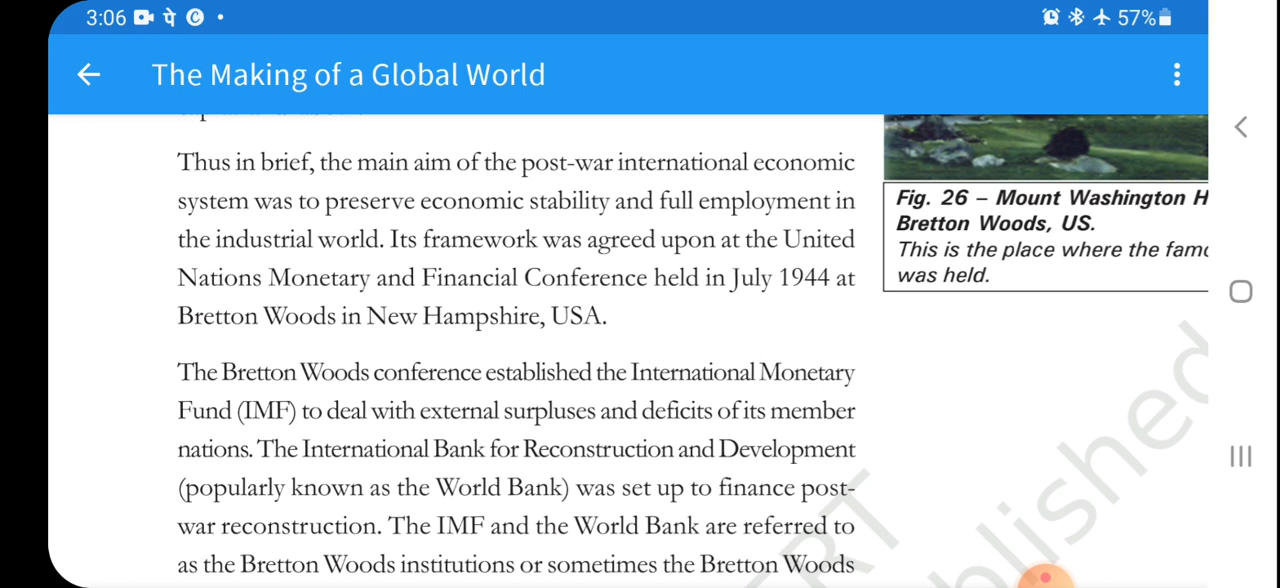 3:06
57%
The Making of a Global World
Thus in brief, the main aim of the post-war international economic
system was to preserve economic stability and full employment in
the industrial world. Its framework was agreed upon at the United
Nations Monetary and Financial Conference held in July 1944 at
Bretton Woods in New Hampshire, USA.
The Bretton Woods conference established the International Monetary
Fund (IMF) to deal with external surpluses and deficits of its member
nations. The International Bank for Reconstruction and Development
(popularly known as the World Bank) was set up to finance post-
war reconstruction. The IMF and the World Bank are referred to
as the Bretton Woods institutions or sometimes the Bretton Woods
Fig. 26 – Mount Washington H
Bretton Woods, US.
This is the place where the famo
was held.
ERT
blished